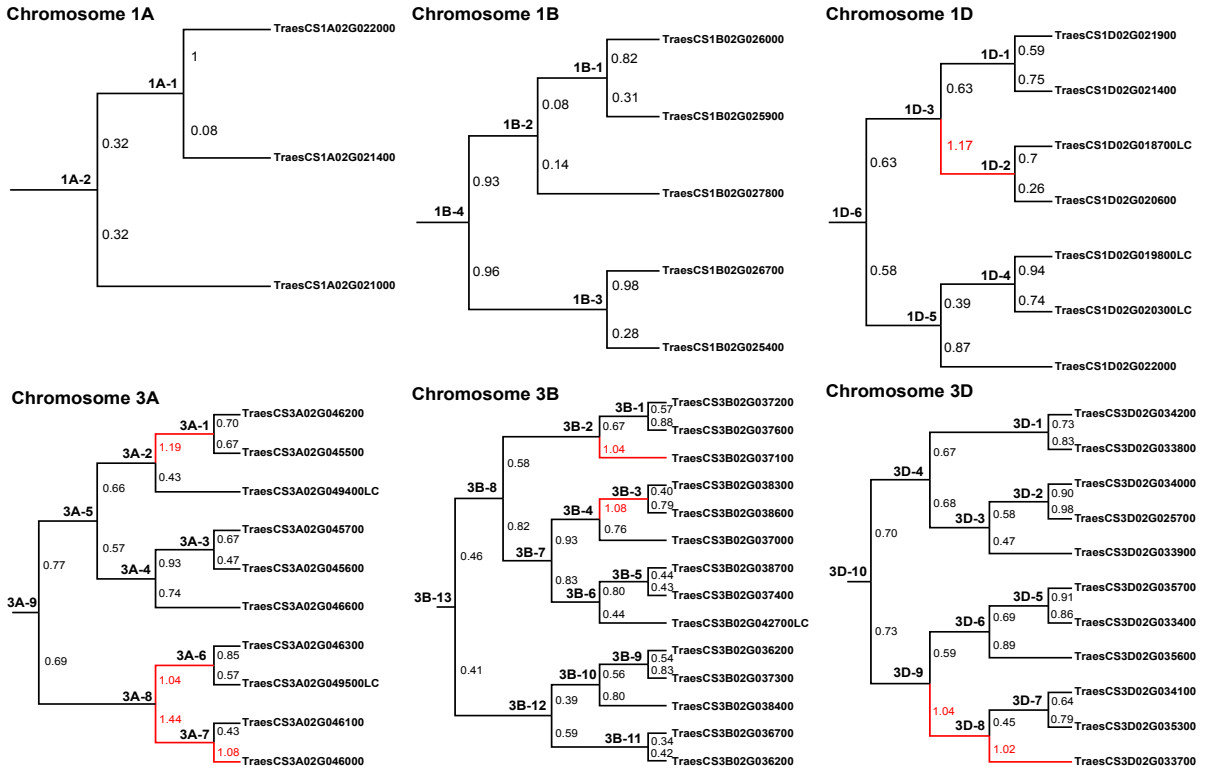 Chromosome 1A
TraesCS1A02G022000
1
1A-1
0.08
0.32
TraesCS1A02G021400
1A-2
0.32
TraesCS1A02G021000
Chromosome 1B
TraesCS1B02G026000
0.82
1B-1
0.31
0.08
TraesCS1B02G025900
1B-2
0.14
0.93
TraesCS1B02G027800
1B-4
0.96
TraesCS1B02G026700
0.98
1B-3
0.28
TraesCS1B02G025400
Chromosome 1D
TraesCS1D02G021900
0.59
1D-1
0.75
0.63
TraesCS1D02G021400
1D-3
1.17
TraesCS1D02G018700LC
0.7
1D-2
0.26
0.63
TraesCS1D02G020600
1D-6
0.58
TraesCS1D02G019800LC
0.94
1D-4
0.74
0.39
TraesCS1D02G020300LC
1D-5
0.87
TraesCS1D02G022000
Chromosome 3A
TraesCS3A02G046200
0.70
3A-1
0.67
1.19
TraesCS3A02G045500
3A-2
0.43
0.66
TraesCS3A02G049400LC
3A-5
0.57
TraesCS3A02G045700
0.67
3A-3
0.47
0.93
TraesCS3A02G045600
3A-4
0.74
0.77
TraesCS3A02G046600
3A-9
0.69
TraesCS3A02G046300
0.85
3A-6
0.57
1.04
TraesCS3A02G049500LC
3A-8
1.44
TraesCS3A02G046100
0.43
3A-7
1.08
TraesCS3A02G046000
Chromosome 3B
TraesCS3B02G037200
0.57
3B-1
0.88
0.67
TraesCS3B02G037600
3B-2
1.04
0.58
TraesCS3B02G037100
3B-8
0.82
TraesCS3B02G038300
0.40
3B-3
0.79
1.08
TraesCS3B02G038600
3B-4
0.76
0.93
TraesCS3B02G037000
3B-7
0.83
0.46
TraesCS3B02G038700
0.44
3B-5
0.43
0.80
TraesCS3B02G037400
3B-6
0.44
TraesCS3B02G042700LC
3B-13
0.41
TraesCS3B02G036200
0.54
3B-9
0.83
0.56
TraesCS3B02G037300
3B-10
0.80
0.39
TraesCS3B02G038400
3B-12
0.59
TraesCS3B02G036700
0.34
3B-11
0.42
TraesCS3B02G036200
Chromosome 3D
TraesCS3D02G034200
0.73
3D-1
0.83
0.67
TraesCS3D02G033800
3D-4
0.68
TraesCS3D02G034000
0.90
3D-2
0.98
0.58
TraesCS3D02G025700
3D-3
0.47
0.70
TraesCS3D02G033900
3D-10
0.73
TraesCS3D02G035700
0.91
3D-5
0.86
0.69
TraesCS3D02G033400
3D-6
0.89
0.59
TraesCS3D02G035600
3D-9
1.04
TraesCS3D02G034100
0.64
3D-7
0.79
0.45
TraesCS3D02G035300
3D-8
1.02
TraesCS3D02G033700